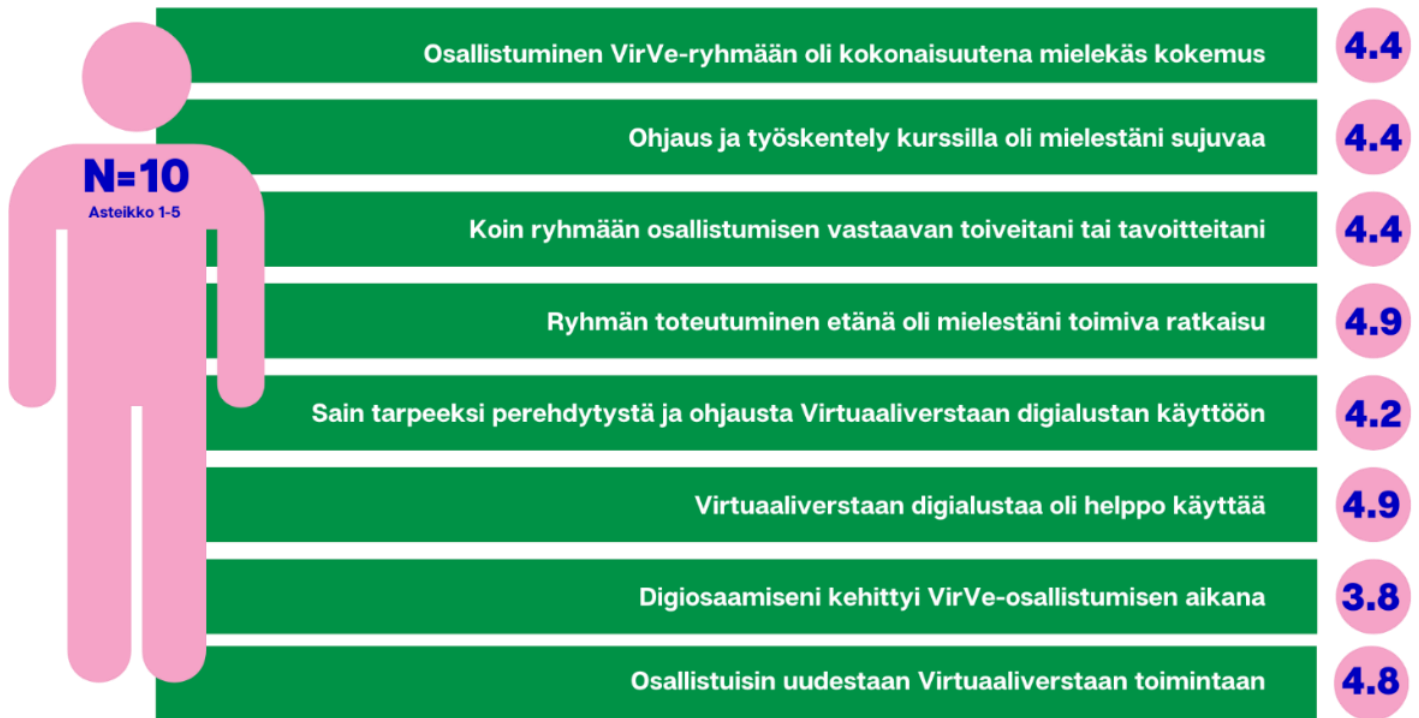 Osallistuminen VirVe-ryhmään oli kokonaisuutena mielekäs kokemus 4.4
Ohjaus ja työskentely kurssilla oli mielestäni sujuvaa 4.4
N=10
Asteikko 1-5
Koin ryhmään osallistumisen vastaavan toiveitani tai tavoitteitani 4.4
Ryhmän toteutuminen etänä oli mielestäni toimiva ratkaisu 4.9
Sain tarpeeksi perehdytystä ja ohjausta Virtuaaliverstaan digialustan käyttöön 4.2
Virtuaaliverstaan digialustaa oli helppo käyttää 4.9
Digiosaamiseni kehittyi VirVe-osallistumisen aikana 3.8
Osallistuisin uudestaan Virtuaaliverstaan toimintaan 4.8